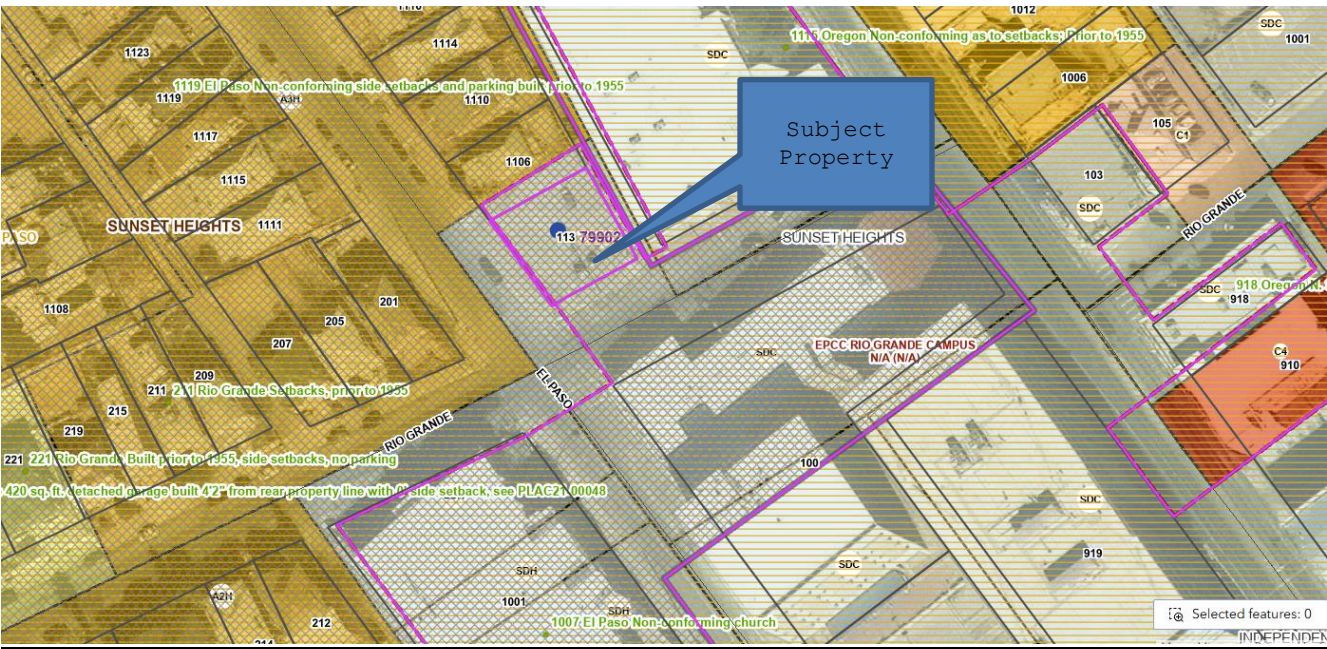 1110
1012
SDC
1001
1123
1114
SDC
1115 Oregon Non-conforming as to setbacks; Prior to 1955
1006
1119 El Paso Non-conforming side setbacks and parking built prior to 1955
1119
A3H
1110
Subject
Property
105
C1
1117
1106
103
1115
SDC
SUNSET HEIGHTS
1111
RIO GRANDE
PASO
113 79902
SUNSET HEIGHTS
SDC
918 Oregon N.
918
1108
201
205
207
SDC
EPCC RIO GRANDE CAMPUS
N/A (N/A)
C4
910
209
211
211 Rio Grande Setbacks, prior to 1955
EL PASO
215
219
RIO GRANDE
221
221 Rio Grande Built prior to 1955, side setbacks, no parking
100
420 sq. ft. detached garage built 4'2" from rear property line with 0' side setback, see PLAC21-00048
SDC
919
SDC
SDH
A2H
1001
SDH
212
1007 El Paso Non-conforming church
Selected features: 0
214
INDEPENDEN